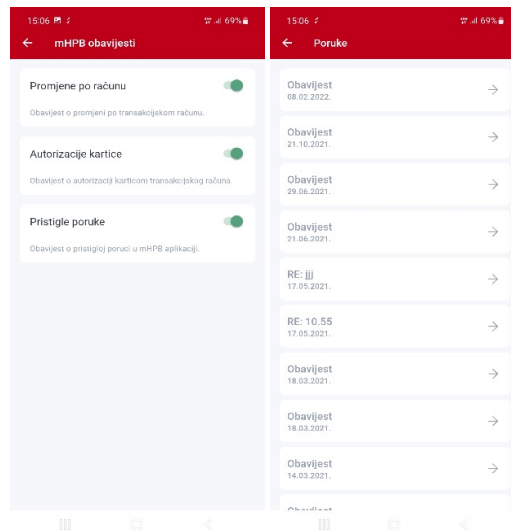 15:06
69%
mHPB obavijesti
Promjene po računu
Obavijest o promjeni po transakcijskom računu.
Autorizacije kartice
Obavijest o autorizaciji karticom transakcijskog računa.
Pristigle poruke
Obavijest o pristigloj poruci u mHPB aplikaciji.
15:06
69%
Poruke
Obavijest
08.02.2022.
Obavijest
21.10.2021.
Obavijest
29.06.2021.
Obavijest
21.06.2021.
RE: jjj
17.05.2021.
RE: 10.55
17.05.2021.
Obavijest
18.03.2021.
Obavijest
18.03.2021.
Obavijest
14.03.2021.
Obavijest